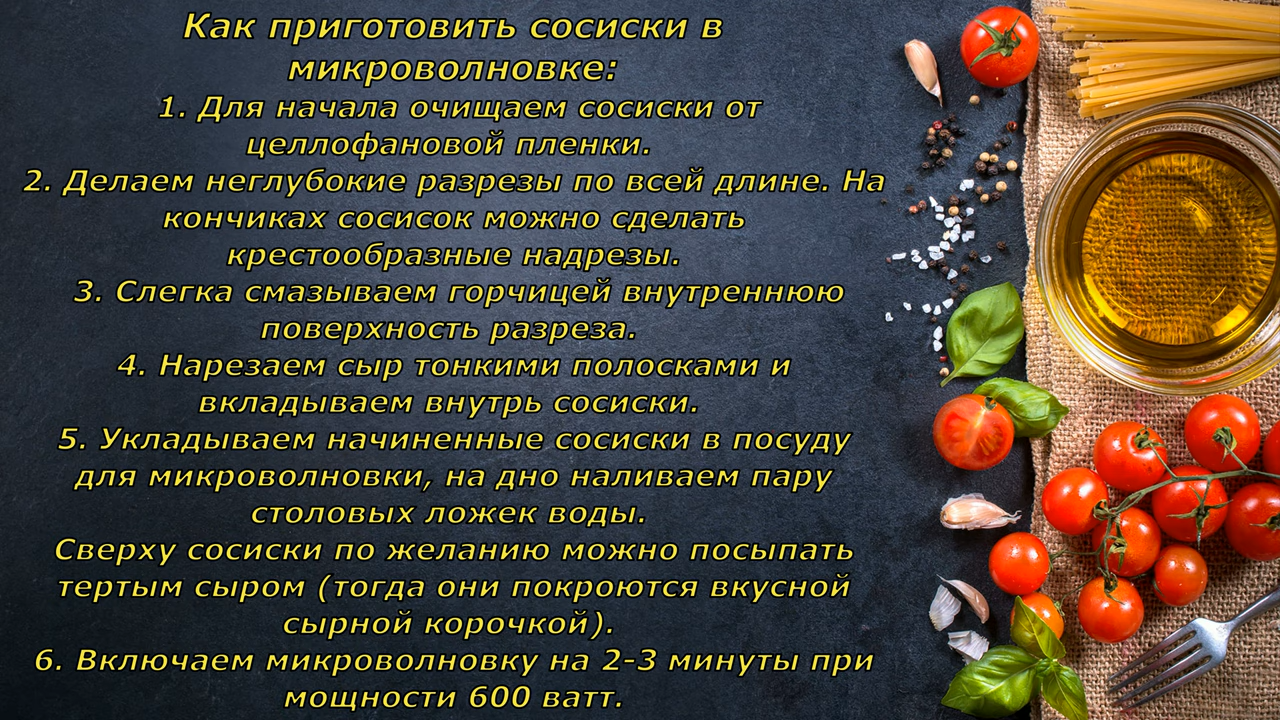 Как приготовить сосиски в
микроволновке:
1. Для начала очищаем сосиски от
целлофановой пленки.
2. Делаем неглубокие разрезы по всей длине. На
кончиках сосисок можно сделать
крестообразные надрезы.
3. Слегка смазываем горчицей внутреннюю
поверхность разреза.
4. Нарезаем сыр тонкими полосками и
вкладываем внутрь сосиски.
5. Укладываем начиненные сосиски в посуду
для микроволновки, на дно наливаем пару
столовых ложек воды.
Сверху сосиски по желанию можно посыпать
тертым сыром (тогда они покроются вкусной
сырной корочкой).
6. Включаем микроволновку на 2-3 минуты при
мощности 600 ватт.